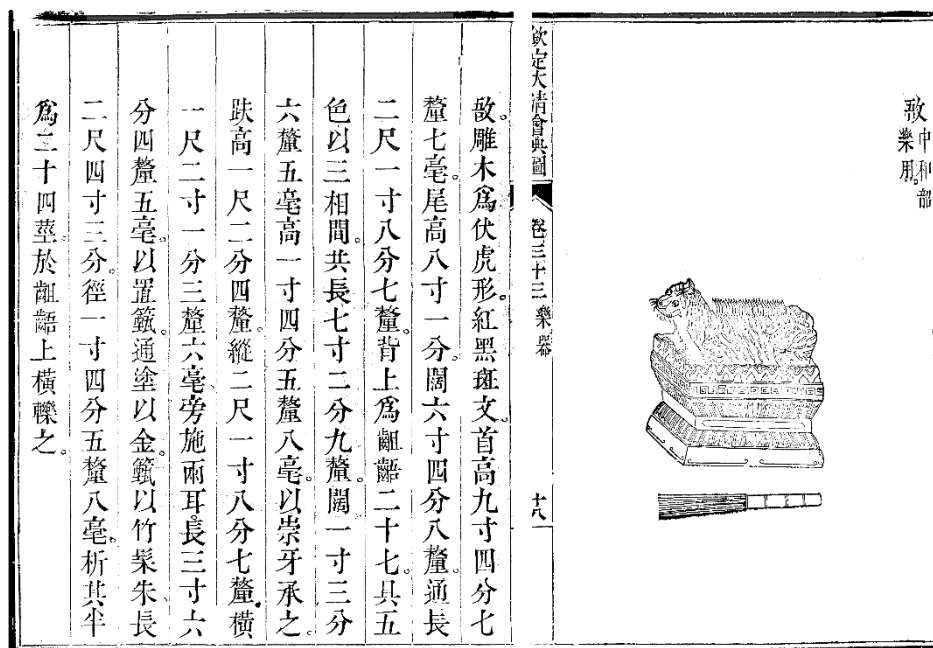 敔中和韶
樂用。
欽定大清會典圖 卷三十三 樂器 十八
敔。雕木爲伏虎形。紅黑斑文。首高九寸四分七
釐七毫。尾高八寸一分。闊六寸四分八釐。通長
二尺一寸八分七釐。背上爲齟齬二十七。具五
色以三相間。共長七寸二分九釐。闊一寸三分
六釐五毫。高一寸四分五釐八毫。以崇牙承之。
趺高一尺二分四釐。縱二尺一寸八分七釐。橫
一尺二寸一分三釐六毫。旁施兩耳。長三寸六
分四釐五毫。以置籈。通塗以金。籈以竹。髹朱。長
二尺四寸三分。徑一寸四分五釐八毫。析其半
爲二十四莖。於齟齬上橫轢之。